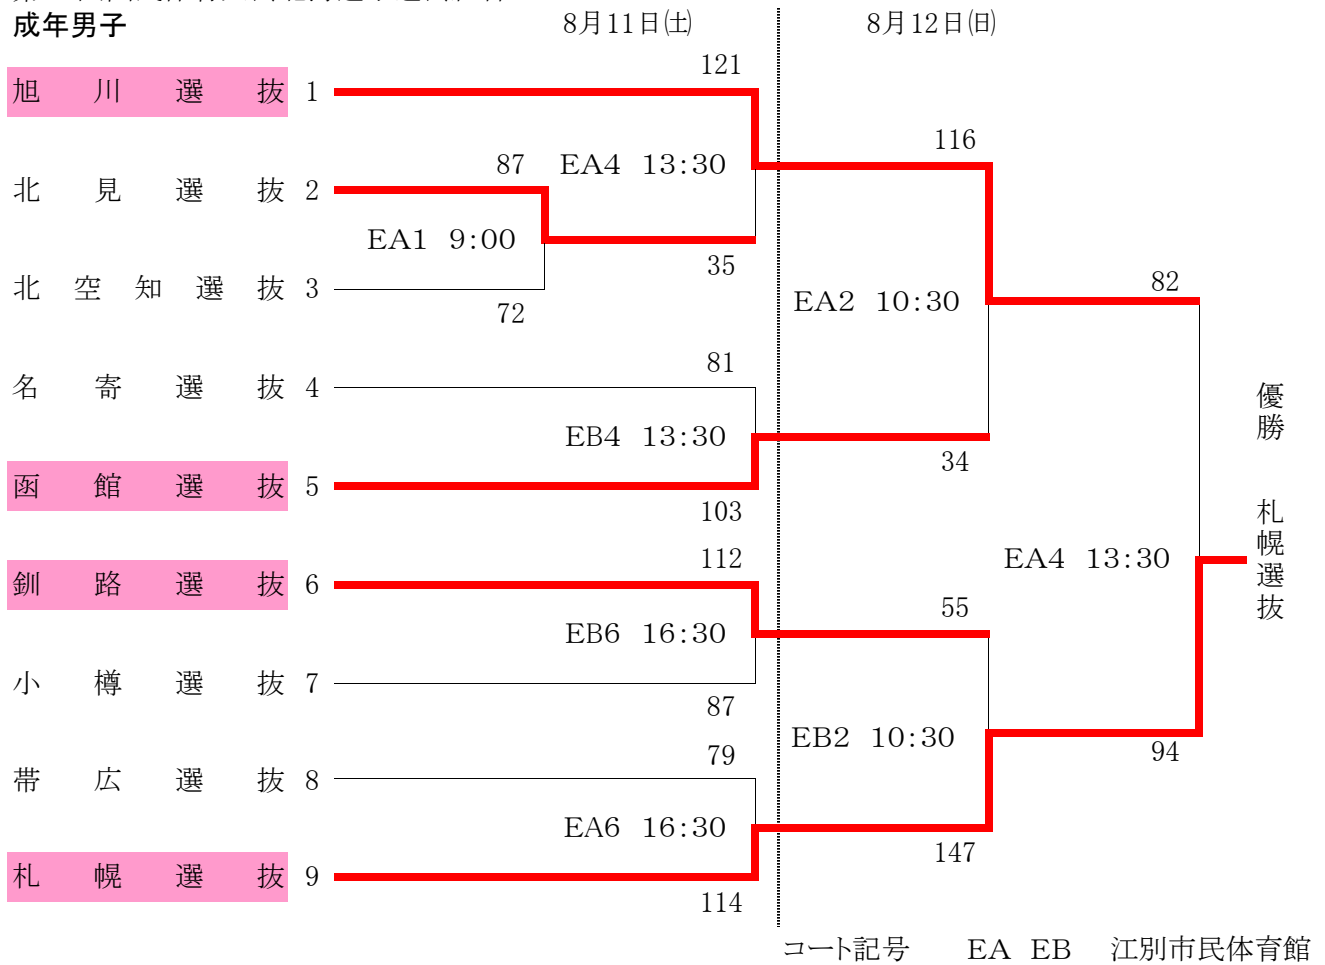 成年男子
8月11日(土) 8月12日(日)
121
旭川選抜 1
116
87 EA4 13:30
北見選抜 2
EA1 9:00
35
北空知選抜 3
72
EA2 10:30
82
81
名寄選抜 4
EB4 13:30
34
函館選抜 5
103
優勝 札幌選抜
112
EA4 13:30
釧路選抜 6
55
EB6 16:30
小樽選抜 7
87
EB2 10:30
94
79
帯広選抜 8
EA6 16:30
147
札幌選抜 9
114
コート記号 EA EB 江別市民体育館